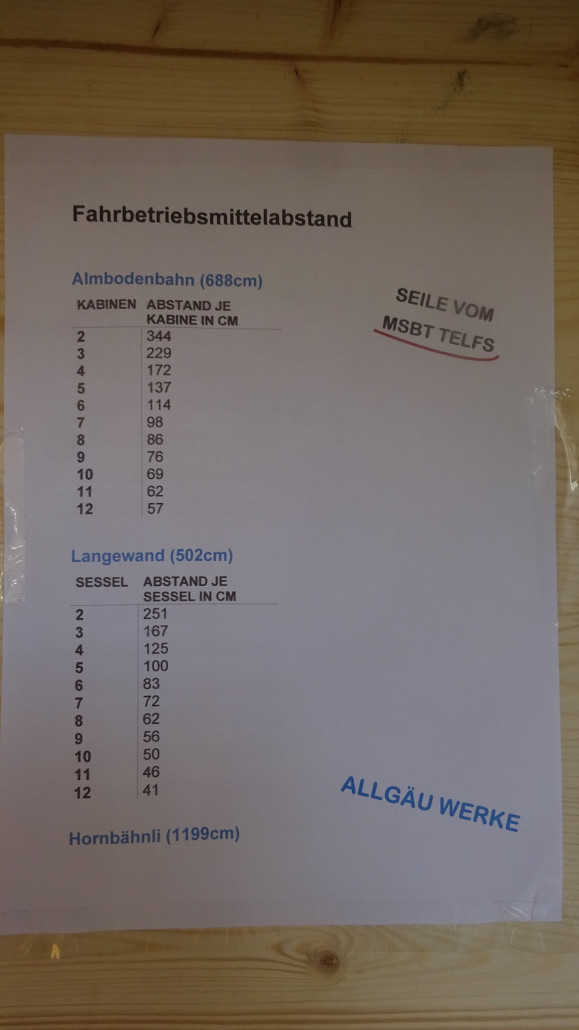 Fahrbetriebsmittelabstand
Almbodenbahn (688cm)
KABINEN ABSTAND JE
KABINE IN CM
2 344
3 229
4 172
5 137
6 114
7 98
8 86
9 76
10 69
11 62
12 57
SEILE VOM
MSBT TELFS
Langewand (502cm)
SESSEL ABSTAND JE
SESSEL IN CM
2 251
3 167
4 125
5 100
6 83
7 72
8 62
9 56
10 50
11 46
12 41
Hornbähnli (1199cm)
ALLGÄU WERKE